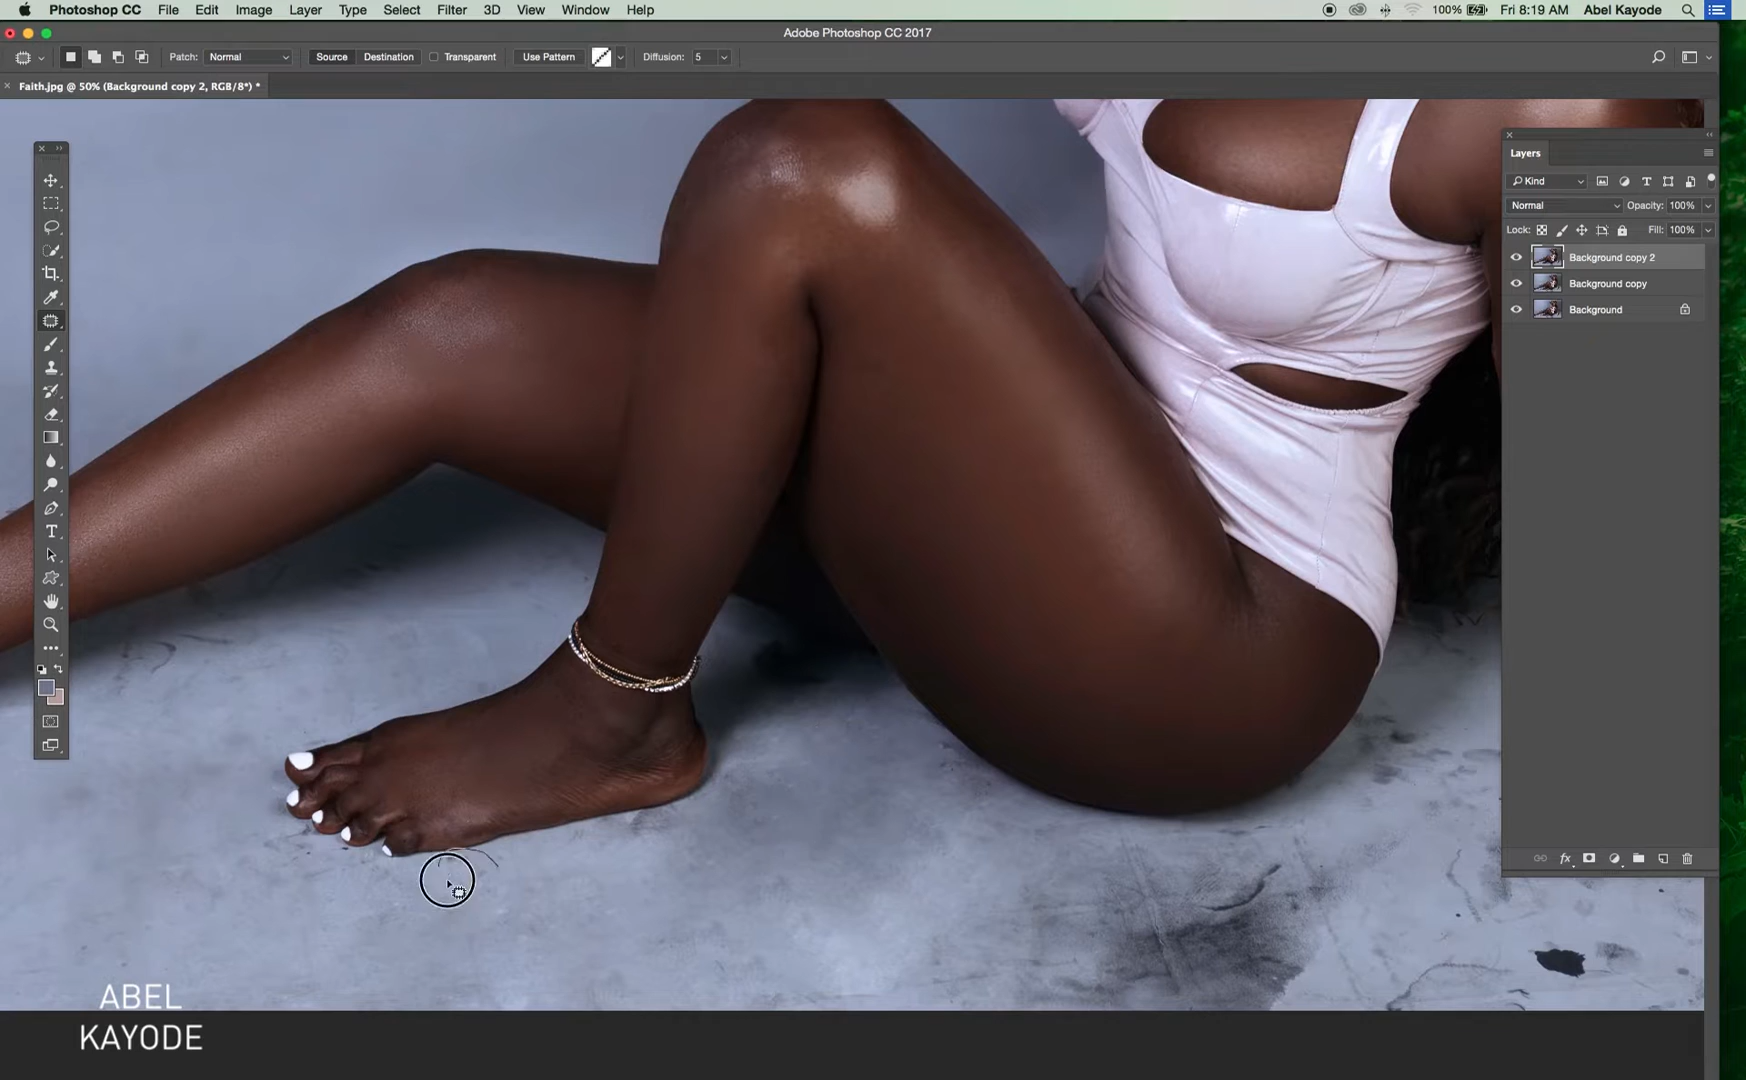 Photoshop CC File Edit Image Layer Type Select Filter 3D View Window Help 100% Fri 8:19 AM Abel Kayode
Adobe Photoshop CC 2017
Patch: Normal Source Destination Transparent Use Pattern Diffusion: 5
Faith.jpg @ 50% (Background copy 2, RGB/8*) *
Layers
Kind
Normal Opacity: 100%
Lock: Fill: 100%
Background copy 2
Background copy
Background
fx
ABEL
KAYODE